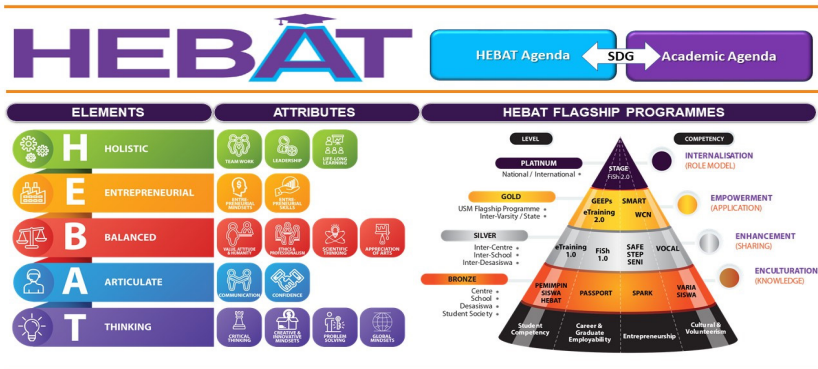 HEBAT
HEBAT Agenda
SDG
Academic Agenda
ELEMENTS
ATTRIBUTES
H HOLISTIC
TEAM WORK
LEADERSHIP
LIFE-LONG
LEARNING
E ENTREPRENEURIAL
ENTRE-
PRENEURIAL
MINDSETS
ENTRE-
PRENEURIAL
SKILLS
B BALANCED
VALUE, ATTITUDE
& HUMANITY
ETHICS &
PROFESSIONALISM
SCIENTIFIC
THINKING
APPRECIATION
OF ARTS
A ARTICULATE
COMMUNICATION
CONFIDENCE
T THINKING
CRITICAL
THINKING
CREATIVE &
INNOVATIVE
MINDSETS
PROBLEM
SOLVING
GLOBAL
MINDSETS
HEBAT FLAGSHIP PROGRAMMES
LEVEL
COMPETENCY
PLATINUM
National / International •
STAGE
FiSh 2.0
INTERNALISATION
(ROLE MODEL)
GOLD
USM Flagship Programme •
Inter-Varsity / State •
GEEPs
SMART
eTraining
2.0
WCN
EMPOWERMENT
(APPLICATION)
SILVER
Inter-Centre •
Inter-School •
Inter-Desasiswa •
eTraining
1.0
FiSh
1.0
SAFE
STEP
SENI
VOCAL
ENHANCEMENT
(SHARING)
BRONZE
Centre •
School •
Desasiswa •
Student Society •
PEMIMPIN
SISWA
HEBAT
PASSPORT
SPARK
VARIA
SISWA
ENCULTURATION
(KNOWLEDGE)
Student
Competency
Career &
Graduate
Employability
Entrepreneurship
Cultural &
Volunteerism